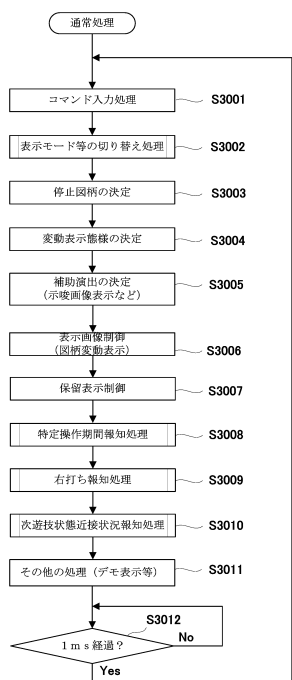 通常処理
コマンド入力処理
S3001
表示モード等の切り替え処理
S3002
停止図柄の決定
S3003
変動表示態様の決定
S3004
補助演出の決定
(示唆画像表示など)
S3005
表示画像制御
(図柄変動表示)
S3006
保留表示制御
S3007
特定操作期間報知処理
S3008
右打ち報知処理
S3009
次遊技状態近接状況報知処理
S3010
その他の処理(デモ表示等)
S3011
S3012
1ms経過?
No
Yes